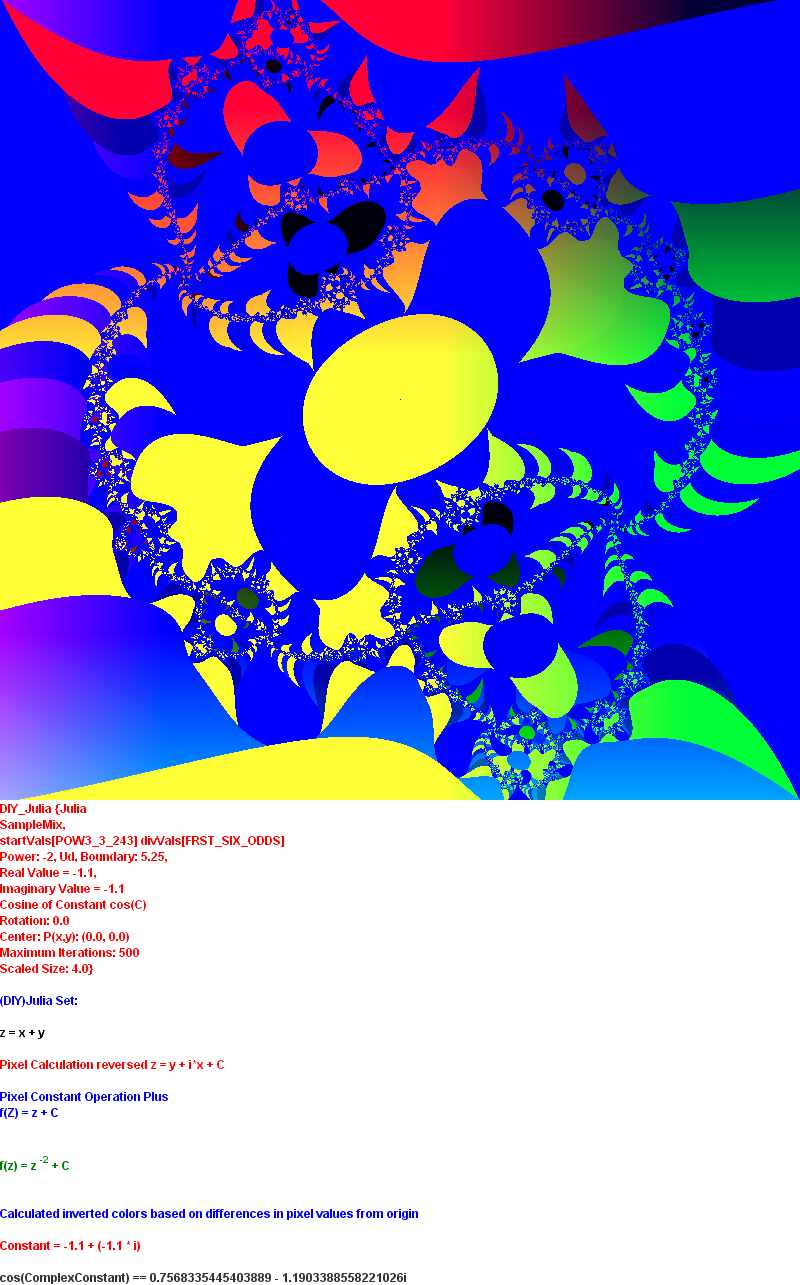 DIY_Julia {Julia
SampleMix,
startVals[POW3_3_243] divVals[FRST_SIX_ODDS]
Power: -2, Ud, Boundary: 5.25,
Real Value = -1.1,
Imaginary Value = -1.1
Cosine of Constant cos(C)
Rotation: 0.0
Center: P(x,y): (0.0, 0.0)
Maximum Iterations: 500
Scaled Size: 4.0}
(DIY)Julia Set:
z = x + y
Pixel Calculation reversed z = y + i*x + C
Pixel Constant Operation Plus
f(Z) = z + C
f(z) = z -2 + C
Calculated inverted colors based on differences in pixel values from origin
Constant = -1.1 + (-1.1 * i)
cos(ComplexConstant) == 0.7568335445403889 - 1.1903388558221026i